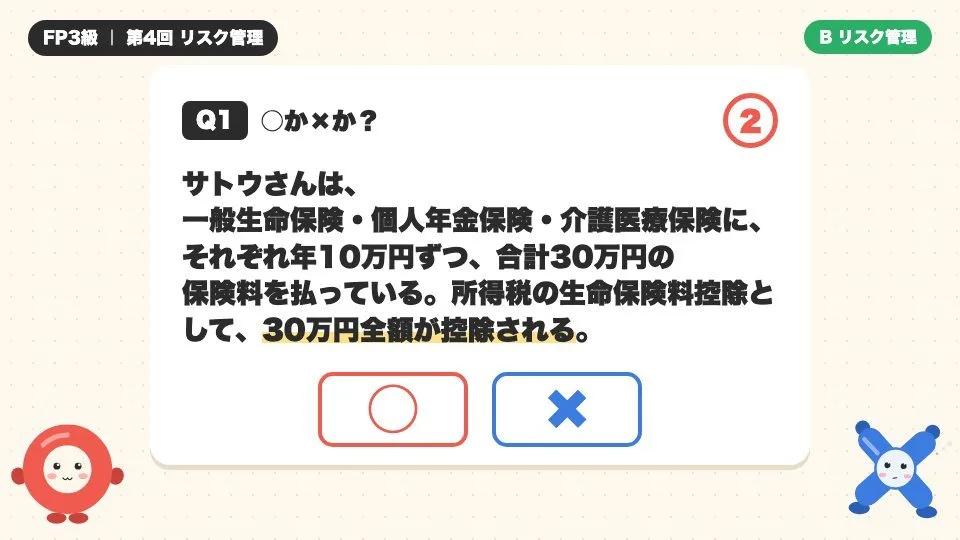 FP3級 | 第4回 リスク管理
B リスク管理
Q1 ○か×か？
2
サトウさんは、
一般生命保険・個人年金保険・介護医療保険に、
それぞれ年10万円ずつ、合計30万円の
保険料を払っている。所得税の生命保険料控除と
して、30万円全額が控除される。
○ ×